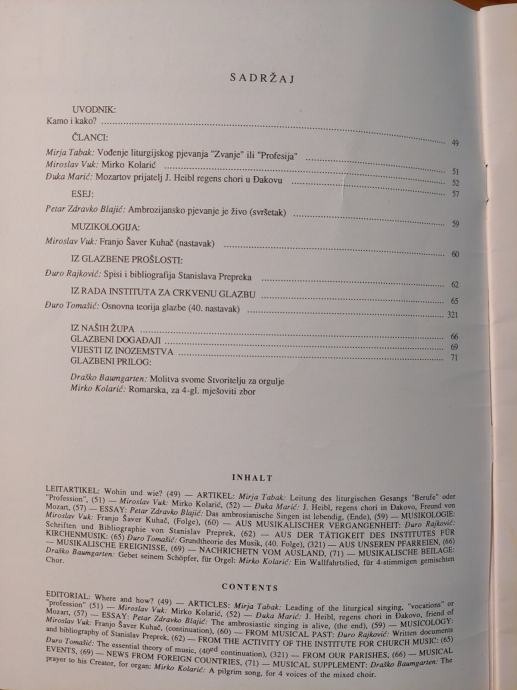 SADRŽAJ
UVODNIK:
Kamo i kako? 49
ČLANCI:
Mirja Tabak: Vođenje liturgijskog pjevanja "Zvanje" ili "Profesija" 51
Miroslav Vuk: Mirko Kolarić 52
Đuka Marić: Mozartov prijatelj J. Heibl regens chori u Đakovu 57
ESEJ:
Petar Zdravko Blajić: Ambrozijansko pjevanje je živo (svršetak) 59
MUZIKOLOGIJA:
Miroslav Vuk: Franjo Šaver Kuhač (nastavak) 60
IZ GLAZBENE PROŠLOSTI:
Đuro Rajković: Spisi i bibliografija Stanislava Prepreka 62
IZ RADA INSTITUTA ZA CRKVENU GLAZBU 65
Đuro Tomašić: Osnovna teorija glazbe (40. nastavak) 321
IZ NAŠIH ŽUPA 66
GLAZBENI DOGAĐAJI 69
VIJESTI IZ INOZEMSTVA 71
GLAZBENI PRILOG:
Draško Baumgarten: Molitva svome Stvoritelju za orgulje
Mirko Kolarić: Romarska, za 4-gl. mješoviti zbor
INHALT
LEITARTIKEL: Wohin und wie? (49) — ARTIKEL: Mirja Tabak: Leitung des liturgischen Gesangs "Berufe" oder
"Profession", (51) — Miroslav Vuk: Mirko Kolarić, (52) — Đuka Marić: J. Heibl, regens chori in Đakovo, Freund von
Mozart, (57) — ESSAY: Petar Zdravko Blajić: Das ambrosianische Singen ist lebendig, (Ende), (59) — MUSIKOLOGIE:
Miroslav Vuk: Franjo Šaver Kuhač, (Folge), (60) — AUS MUSIKALISCHER VERGANGENHEIT: Đuro Rajković:
Schriften und Bibliographie von Stanislav Preprek, (62) — AUS DER TÄTIGKEIT DES INSTITUTES FÜR
KIRCHENMUSIK: (65) Đuro Tomašić: Grundtheorie des Musik, (40. Folge), (321) — AUS UNSEREN PFARREIEN, (66)
— MUSIKALISCHE EREIGNISSE, (69) — NACHRICHETN VOM AUSLAND, (71) — MUSIKALISCHE BEILAGE:
Draško Baumgarten: Gebet seinem Schöpfer, für Orgel: Mirko Kolarić: Ein Wallfahrtslied, für 4-stimmigen gemischten
Chor.
CONTENTS
EDITORIAL: Where and how? (49) — ARTICLES: Mirja Tabak: Leading of the liturgical singing, "vocations" or
"profession" (51) — Miroslav Vuk: Mirko Kolarić, (52) — Đuka Marić: J. Heibl, regens chori in Đakovo, friend of
Mozart, (57) — ESSAY: Petar Zdravko Blajić: The ambrosiastic singing is alive, (the end), (59) — MUSICOLOGY:
Miroslav Vuk: Franjo Šaver Kuhač, (continuation), (60) — FROM MUSICAL PAST: Đuro Rajković: Written documents
and bibliography of Stanislav Preprek, (62) — FROM THE ACTIVITY OF THE INSTITUTE FOR CHURCH MUSIC: (65)
Đuro Tomašić: The essential theory of music, (40ed continuation), (321) — FROM OUR PARISHES, (66) — MUSICAL
EVENTS, (69) — NEWS FROM FOREIGN COUNTRIES, (71) — MUSICAL SUPPLEMENT: Draško Baumgarten: The
prayer to his Creator, for organ: Mirko Kolarić: A pilgrim song, for 4 voices of the mixed choir.